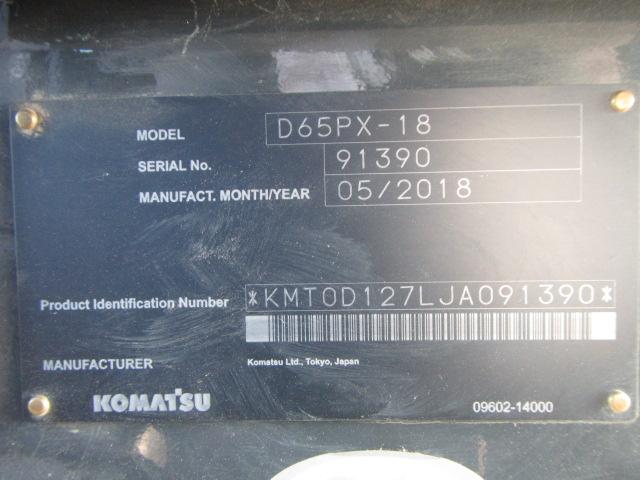 MODEL D65PX-18
SERIAL No. 91390
MANUFACT. MONTH/YEAR 05/2018
Product Identification Number *KMT0D127LJA091390*
MANUFACTURER Komatsu Ltd., Tokyo, Japan
KOMATSU 09602-14000